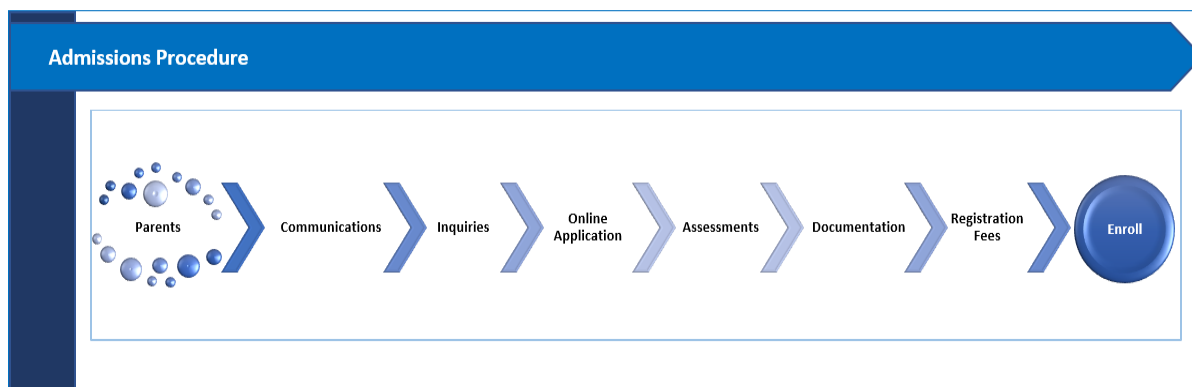 Admissions Procedure
Parents
Communications
Inquiries
Online
Application
Assessments
Documentation
Registration
Fees
Enroll